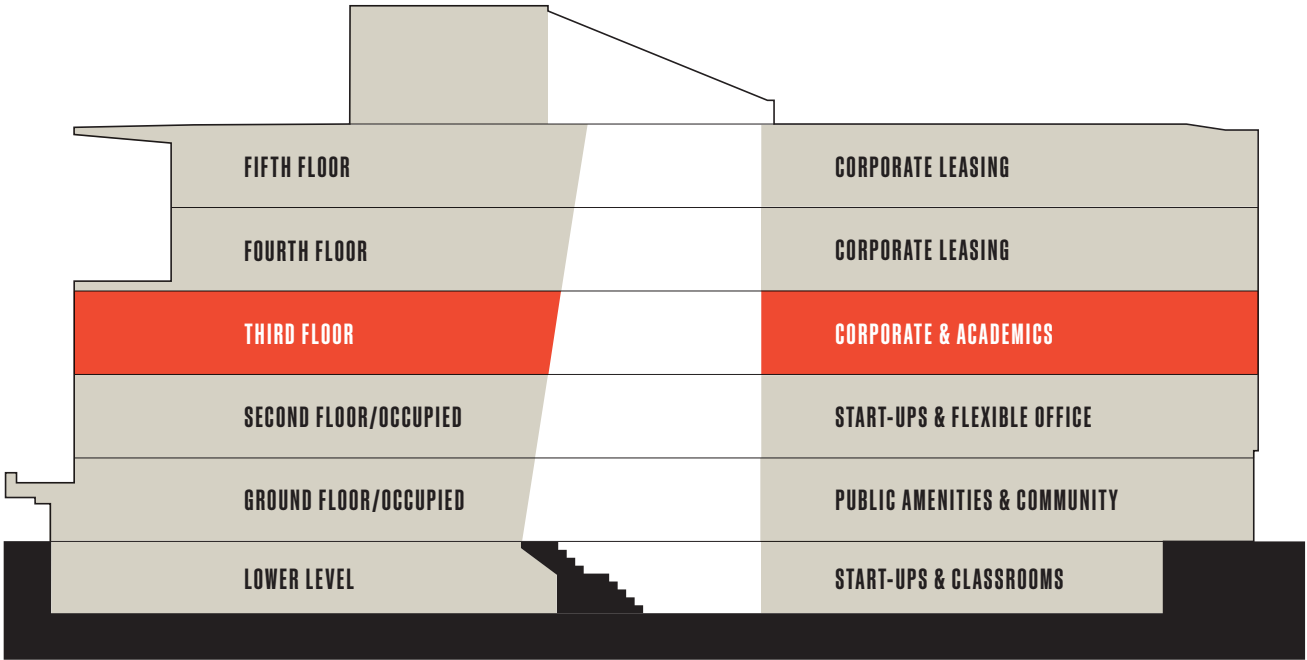 FIFTH FLOOR
CORPORATE LEASING
FOURTH FLOOR
CORPORATE LEASING
THIRD FLOOR
CORPORATE & ACADEMICS
SECOND FLOOR/OCCUPIED
START-UPS & FLEXIBLE OFFICE
GROUND FLOOR/OCCUPIED
PUBLIC AMENITIES & COMMUNITY
LOWER LEVEL
START-UPS & CLASSROOMS